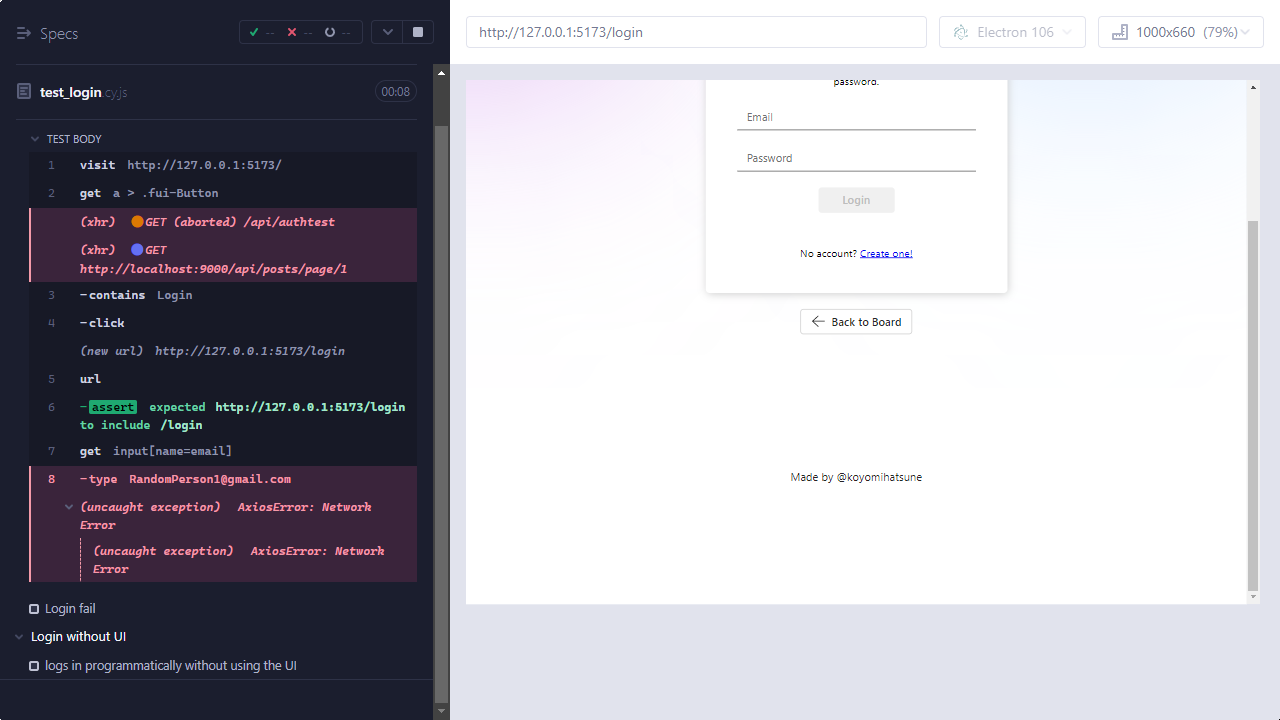 Specs
-- -- --
test_login.cy.js 00:08
TEST BODY
1 visit http://127.0.0.1:5173/
2 get a > .fui-Button
(xhr) GET (aborted) /api/authtest
(xhr) GET
http://localhost:9000/api/posts/page/1
3 -contains Login
4 -click
(new url) http://127.0.0.1:5173/login
5 url
6 -assert expected http://127.0.0.1:5173/login
to include /login
7 get input[name=email]
8 -type RandomPerson1@gmail.com
(uncaught exception) AxiosError: Network
Error
(uncaught exception) AxiosError: Network
Error
Login fail
Login without UI
logs in programmatically without using the UI
http://127.0.0.1:5173/login
Electron 106
1000x660 (79%)
password.
Email
Password
Login
No account? Create one!
Back to Board
Made by @koyomihatsune